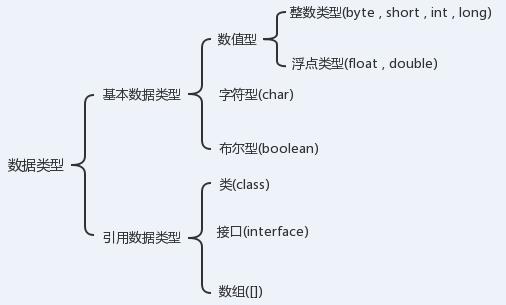 整数类型(byte , short , int , long)
数值型
浮点类型(float , double)
基本数据类型
字符型(char)
布尔型(boolean)
数据类型
类(class)
引用数据类型
接口(interface)
数组([])